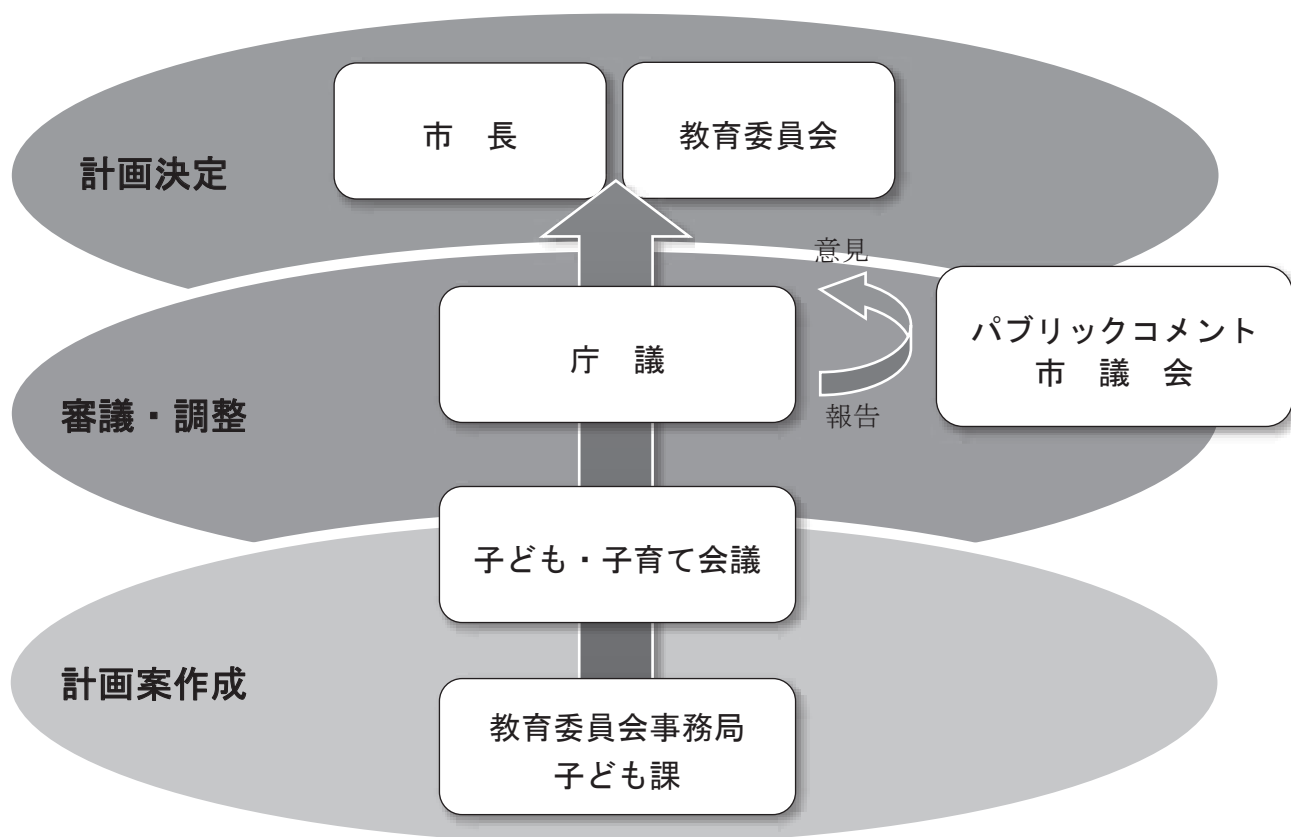 市　長
教育委員会
計画決定
意見
パブリックコメント
市　議　会
庁　議
報告
審議・調整
子ども・子育て会議
計画案作成
教育委員会事務局
子ども課